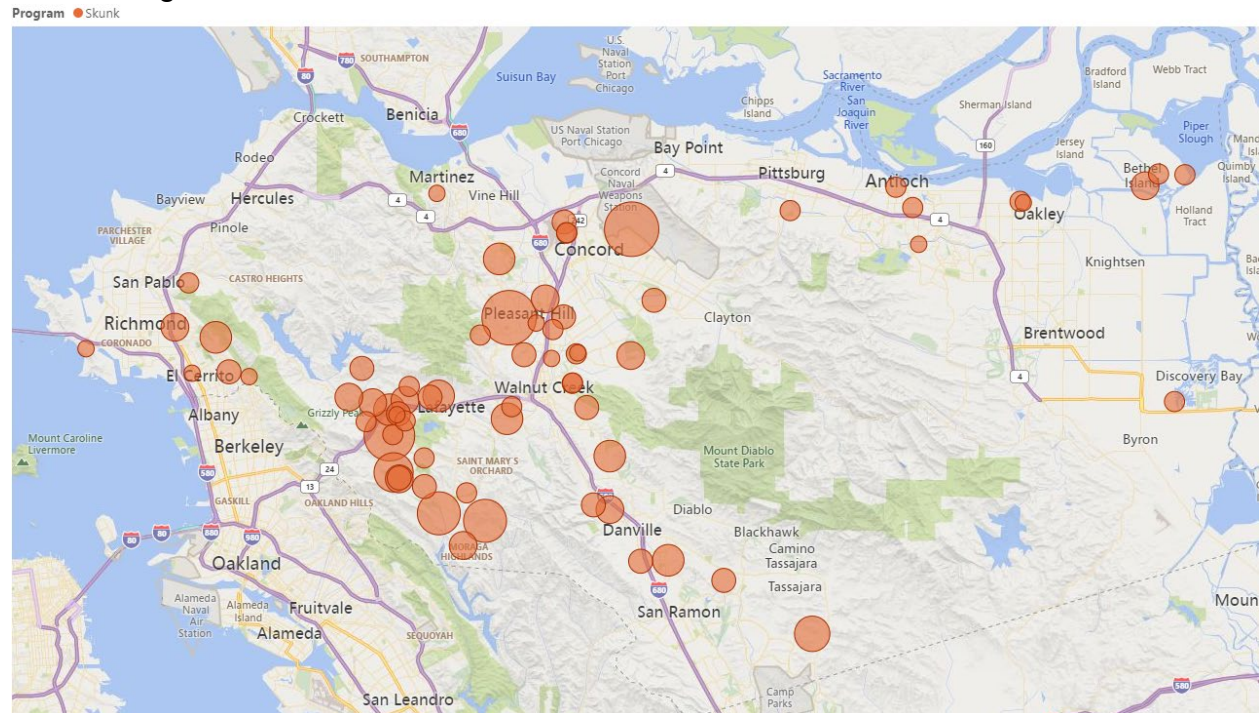 Program Skunk
U.S.
Naval
Station
Port
Chicago
SOUTHAMPTON
780
80
Suisun Bay
Sacramento
River
San
Joaquin
River
Bradford
Island
Webb Tract
Chipps
Island
Sherman Island
Crockett
Benicia
680
US Naval Station
Port Chicago
Bay Point
160
Jersey
Island
Piper
Slough
Rodeo
Martinez
Vine Hill
Concord
Naval
Weapons
Station
4
Pittsburg
Antioch
Bethel
Island
Quimby
Island
Bayview
Hercules
4
4
Pinole
242
680
Concord
4
Oakley
Holland
Tract
PARCHESTER
VILLAGE
San Pablo
CASTRO HEIGHTS
Knightsen
Richmond
CORONADO
Pleasant Hill
Clayton
Brentwood
El Cerrito
Walnut Creek
4
Discovery Bay
Albany
Grizzly Peak
Lafayette
Mount Caroline
Livermore
Berkeley
Mount Diablo
State Park
Byron
24
SAINT MARY S
ORCHARD
580
13
GASKILL
OAKLAND HILLS
80
80
880
980
Danville
Diablo
Blackhawk
MORAGA
HIGHLANDS
Camino
Tassajara
Oakland
680
Tassajara
Alameda
Naval
Air
Station
Alameda
Island
Fruitvale
San Ramon
Moun
Alameda
SEQUOYAH
Camp
Parks
580
San Leandro